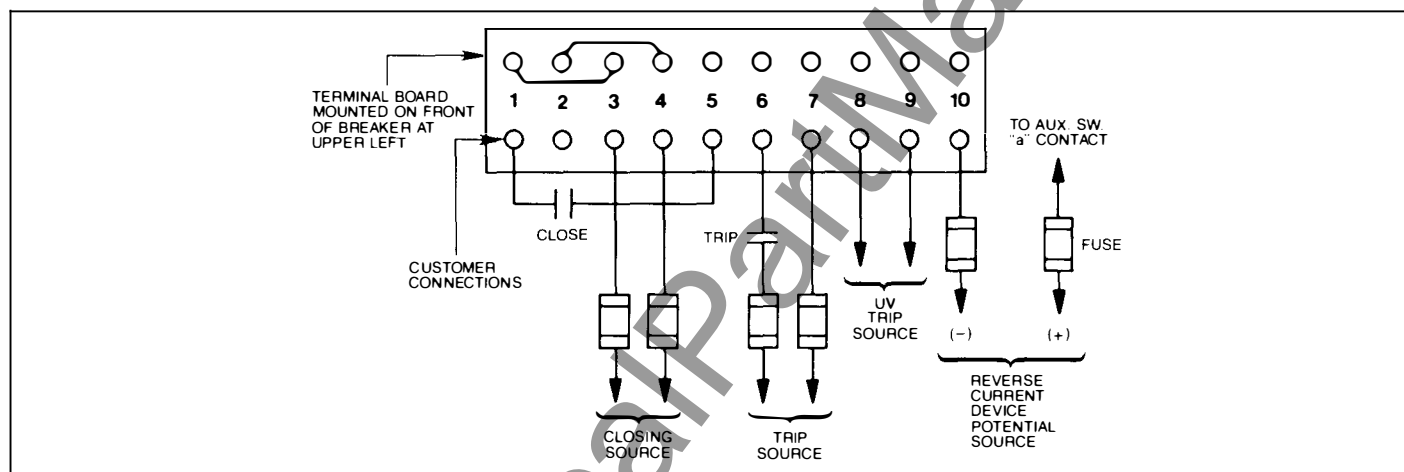 TERMINAL BOARD
MOUNTED ON FRONT
OF BREAKER AT
UPPER LEFT
1 2 3 4 5 6 7 8 9 10
TO AUX. SW.
"a" CONTACT
CLOSE
TRIP
FUSE
CUSTOMER
CONNECTIONS
UV
TRIP
SOURCE
(-) (+)
REVERSE
CURRENT
DEVICE
POTENTIAL
SOURCE
CLOSING
SOURCE
TRIP
SOURCE